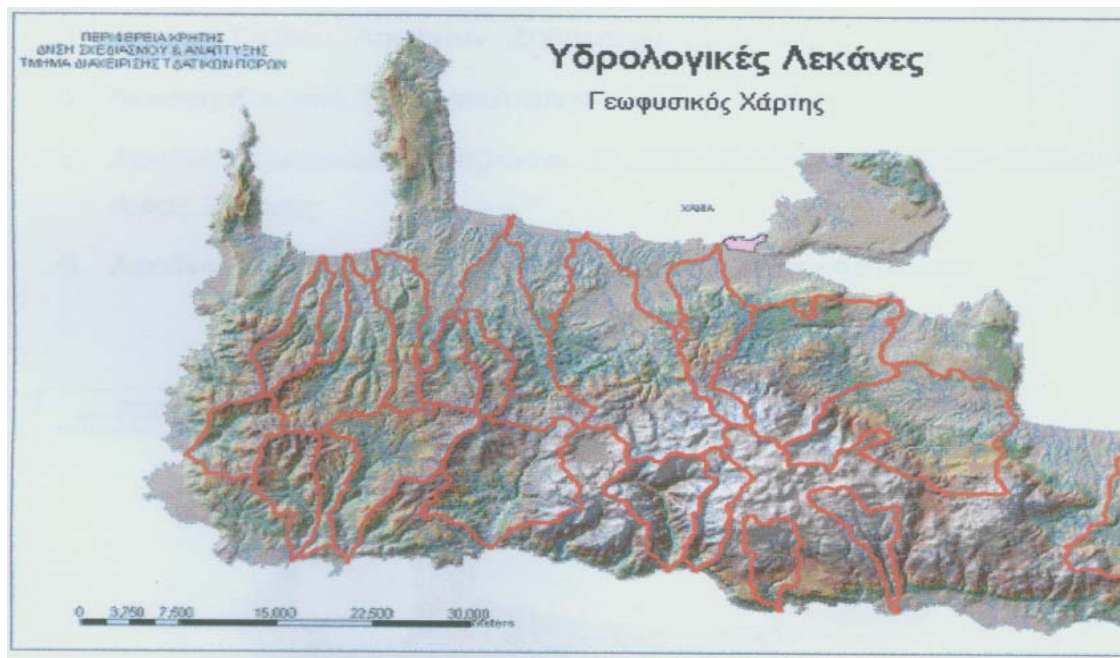 ΠΕΡΙΦΕΡΕΙΑ ΚΡΗΤΗΣ
Δ/ΝΣΗ ΣΧΕΔΙΑΣΜΟΥ & ΑΝΑΠΤΥΞΗΣ
ΤΜΗΜΑ ΔΙΑΧΕΙΡΙΣΗΣ ΥΔΑΤΙΚΩΝ ΠΟΡΩΝ
Υδρολογικές Λεκάνες
Γεωφυσικός Χάρτης
ΧΑΝΙΑ
0 3,750 7,500 15,000 22,500 30,000
Meters